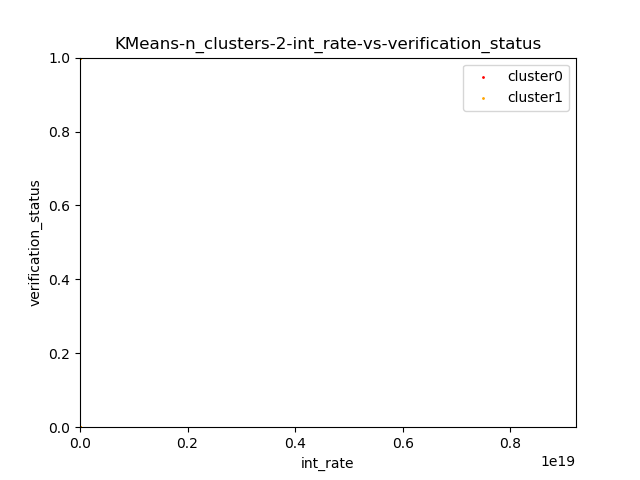 KMeans-n_clusters-2-int_rate-vs-verification_status
cluster0
cluster1
1.0
0.8
0.6
0.4
0.2
0.0
verification_status
0.0 0.2 0.4 0.6 0.8
1e19
int_rate